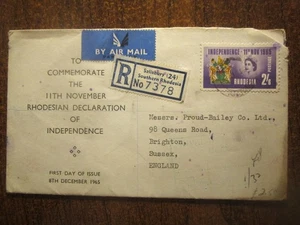 BY AIR MAIL
TO
COMMEMORATE
THE
11TH NOVEMBER
RHODESIAN DECLARATION
OF
INDEPENDENCE
FIRST DAY OF ISSUE
8TH DECEMBER 1965
R
Salisbury (24)
Southern Rhodesia
No 7378
INDEPENDENCE 11th NOV 1965
RHODESIA
2/6
Messrs. Proud-Bailey Co. Ltd.,
98 Queens Road,
Brighton,
Sussex,
ENGLAND